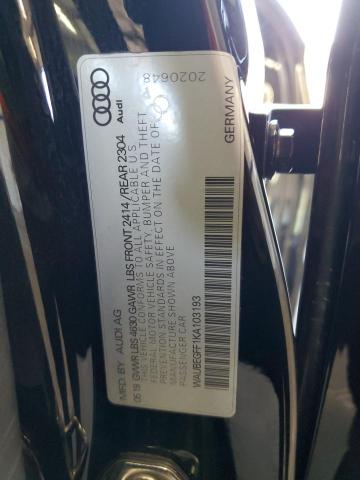 Audi
2020648
GERMANY
MFD. BY AUDI AG
05 19 GVWR LBS 4630 GAWR LBS FRONT 2414 / REAR 2304
THIS VEHICLE CONFORMS TO ALL APPLICABLE U S
FEDERAL MOTOR VEHICLE SAFETY, BUMPER AND THEFT
PREVENTION STANDARDS IN EFFECT ON THE DATE OF
MANUFACTURE SHOWN ABOVE
PASSENGER CAR
WAUBEGFF1KA103193